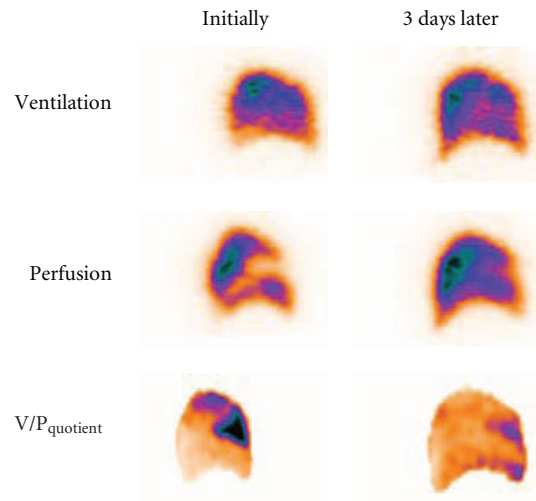 Initially
3 days later
Ventilation
Perfusion
V/Pquotient